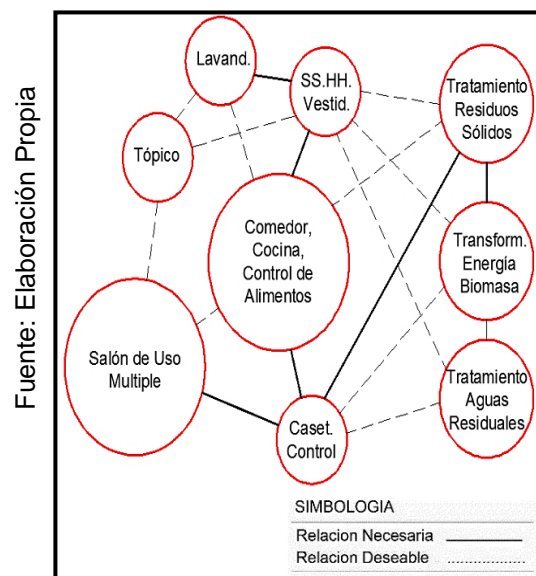 Fuente: Elaboración Propia
Lavand.
SS.HH.
Vestid.
Tratamiento
Residuos
Sólidos
Tópico
Comedor,
Cocina,
Control de
Alimentos
Transform.
Energía
Biomasa
Salón de Uso
Multiple
Tratamiento
Aguas
Residuales
Caset.
Control
SIMBOLOGIA
Relacion Necesaria
Relacion Deseable